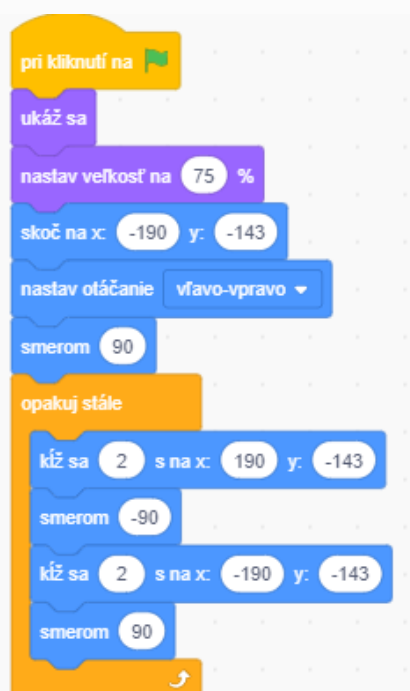 pri kliknutí na
ukáž sa
nastav veľkosť na 75 %
skoč na x: -190 y: -143
nastav otáčanie vľavo-vpravo
smerom 90
opakuj stále
kĺž sa 2 s na x: 190 y: -143
smerom -90
kĺž sa 2 s na x: -190 y: -143
smerom 90